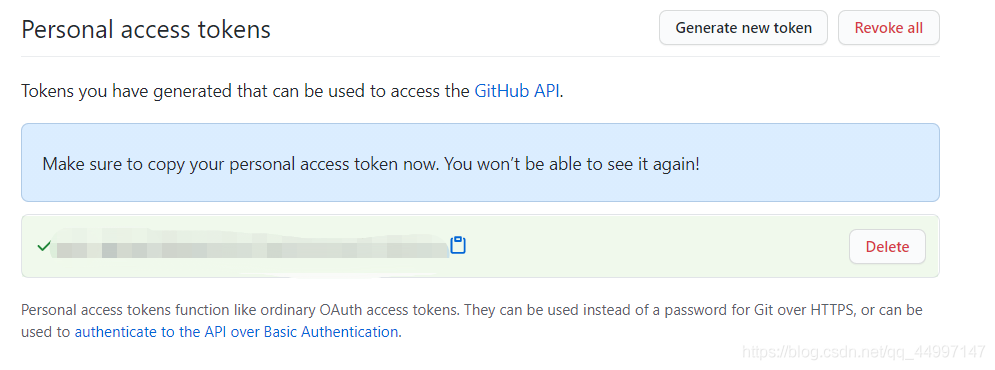 Personal access tokens
Generate new token
Revoke all
Tokens you have generated that can be used to access the GitHub API.
Make sure to copy your personal access token now. You won’t be able to see it again!
Delete
Personal access tokens function like ordinary OAuth access tokens. They can be used instead of a password for Git over HTTPS, or can be
used to authenticate to the API over Basic Authentication.
https://blog.csdn.net/qq_44997147